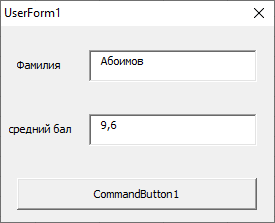 UserForm1
Фамилия Абоимов
средний бал 9,6
CommandButton1